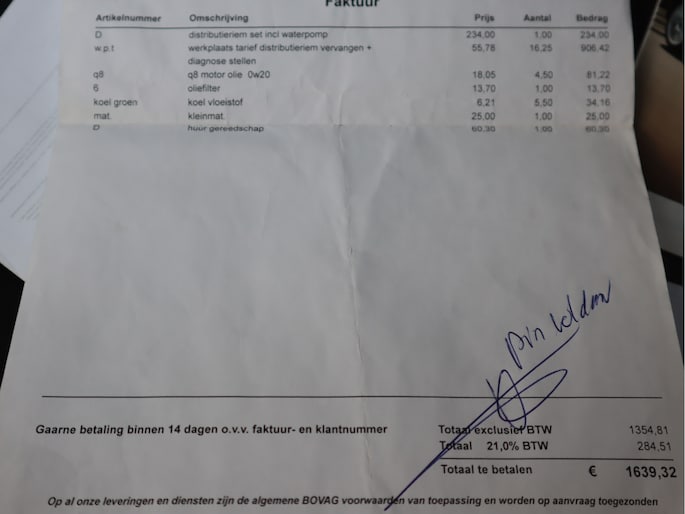 Faktuur
Artikelnummer Omschrijving Prijs Aantal Bedrag
D distributieriem set incl waterpomp 234,00 1,00 234,00
w.p.t werkplaats tarief distributieriem vervangen + 55,78 16,25 906,42
diagnose stellen
q8 q8 motor olie 0w20 18,05 4,50 81,22
6 oliefilter 13,70 1,00 13,70
koel groen koel vloeistof 6,21 5,50 34,16
mat. kleinmat. 25,00 1,00 25,00
D huur gereedschap 60,30 1,00 60,30
pin voldaan
Gaarne betaling binnen 14 dagen o.v.v. faktuur- en klantnummer
Totaal exclusief BTW 1354,81
Totaal 21,0% BTW 284,51
Totaal te betalen € 1639,32
Op al onze leveringen en diensten zijn de algemene BOVAG voorwaarden van toepassing en worden op aanvraag toegezonden